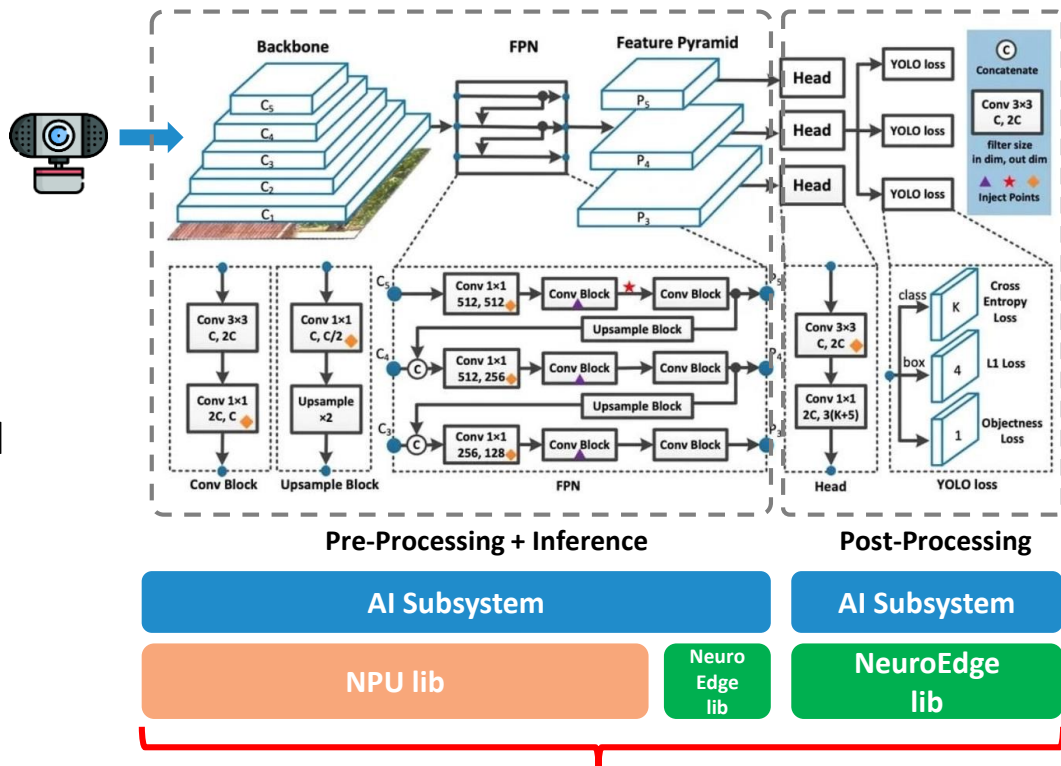 Backbone
FPN
Feature Pyramid
C5
C4
C3
C2
C1
P5
P4
P3
Head
Head
Head
YOLO loss
YOLO loss
YOLO loss
C
Concatenate
Conv 3×3
C, 2C
filter size
in dim, out dim
Inject Points
Conv 3×3
C, 2C
Conv 1×1
2C, C
Conv Block
Conv 1×1
C, C/2
Upsample
×2
Upsample Block
C5
Conv 1×1
512, 512
Conv Block
Conv Block
P5
Upsample Block
C4
C
Conv 1×1
512, 256
Conv Block
Conv Block
P4
Upsample Block
C3
C
Conv 1×1
256, 128
Conv Block
Conv Block
P3
FPN
Conv 3×3
C, 2C
Conv 1×1
2C, 3(K+5)
Head
class
K
Cross
Entropy
Loss
box
4
L1 Loss
1
Objectness
Loss
YOLO loss
Pre-Processing + Inference
Post-Processing
AI Subsystem
AI Subsystem
NPU lib
Neuro
Edge
lib
NeuroEdge
lib